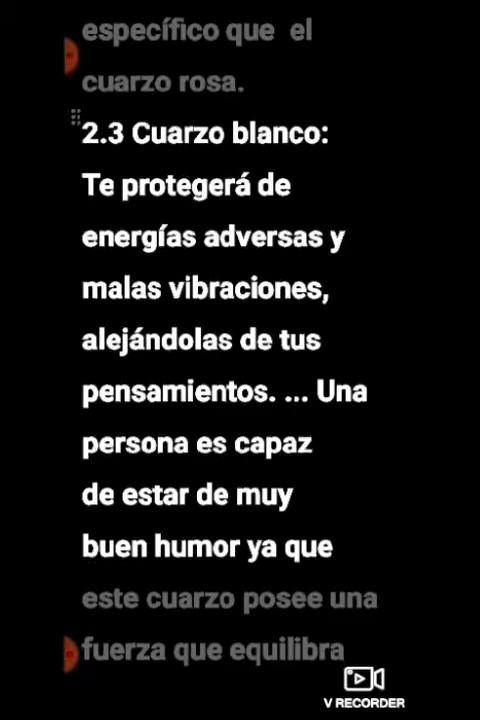 específico que el
cuarzo rosa.
2.3 Cuarzo blanco:
Te protegerá de
energías adversas y
malas vibraciones,
alejándolas de tus
pensamientos. ... Una
persona es capaz
de estar de muy
buen humor ya que
este cuarzo posee una
fuerza que equilibra
V RECORDER